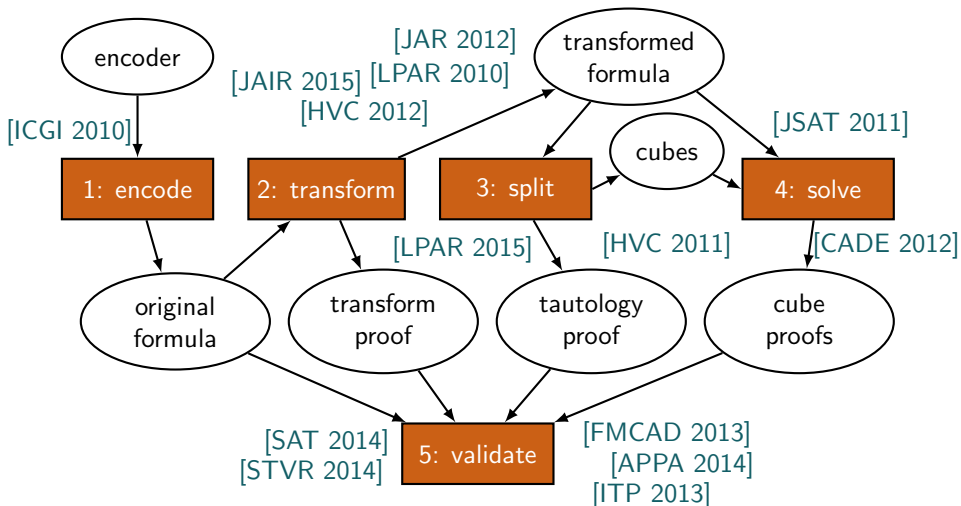 encoder
[JAR 2012]
transformed
formula
[JAIR 2015]
[LPAR 2010]
[HVC 2012]
[ICGI 2010]
[JSAT 2011]
cubes
1: encode
2: transform
3: split
4: solve
[LPAR 2015]
[HVC 2011]
[CADE 2012]
original
formula
transform
proof
tautology
proof
cube
proofs
[SAT 2014]
[STVR 2014]
5: validate
[FMCAD 2013]
[APPA 2014]
[ITP 2013]